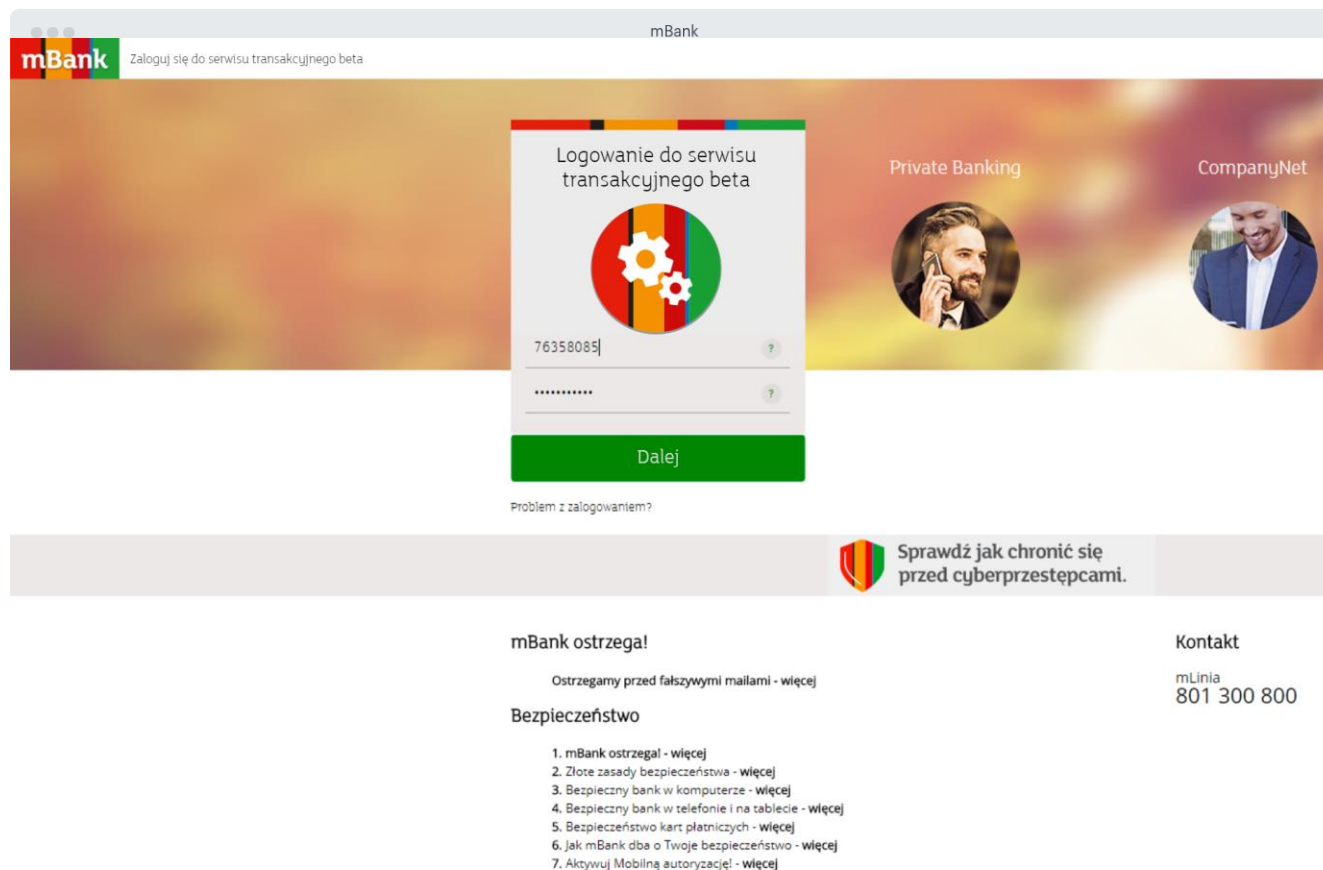 mBank
mBank
Zaloguj się do serwisu transakcyjnego beta
Logowanie do serwisu
transakcyjnego beta
76358085
?
•••••••••••
?
Dalej
Problem z zalogowaniem?
Private Banking
CompanyNet
Sprawdź jak chronić się
przed cyberprzestępcami.
mBank ostrzega!
Ostrzegamy przed fałszywymi mailami - więcej
Bezpieczeństwo
1. mBank ostrzega! - więcej
2. Złote zasady bezpieczeństwa - więcej
3. Bezpieczny bank w komputerze - więcej
4. Bezpieczny bank w telefonie i na tablecie - więcej
5. Bezpieczeństwo kart płatniczych - więcej
6. Jak mBank dba o Twoje bezpieczeństwo - więcej
7. Aktywuj Mobilną autoryzację! - więcej
Kontakt
mLinia
801 300 800